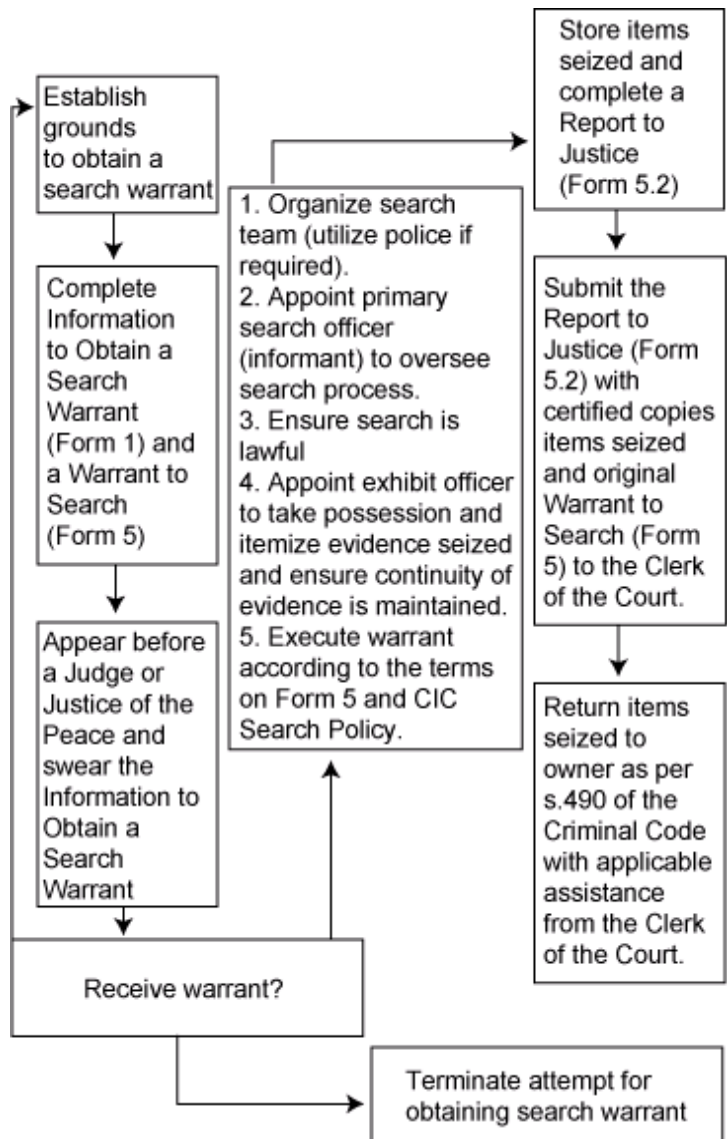 Establish
grounds
to obtain a
search warrant
Complete
Information
to Obtain a
Search
Warrant
(Form 1) and
a Warrant to
Search
(Form 5)
Appear before
a Judge or
Justice of the
Peace and
swear the
Information to
Obtain a
Search
Warrant
Receive warrant?
1. Organize search
team (utilize police if
required).
2. Appoint primary
search officer
(informant) to oversee
search process.
3. Ensure search is
lawful
4. Appoint exhibit officer
to take possession and
itemize evidence seized
and ensure continuity of
evidence is maintained.
5. Execute warrant
according to the terms
on Form 5 and CIC
Search Policy.
Store items
seized and
complete a
Report to
Justice
(Form 5.2)
Submit the
Report to
Justice (Form
5.2) with
certified copies
items seized
and original
Warrant to
Search (Form
5) to the Clerk
of the Court.
Return items
seized to
owner as per
s.490 of the
Criminal Code
with applicable
assistance
from the Clerk
of the Court.
Terminate attempt for
obtaining search warrant